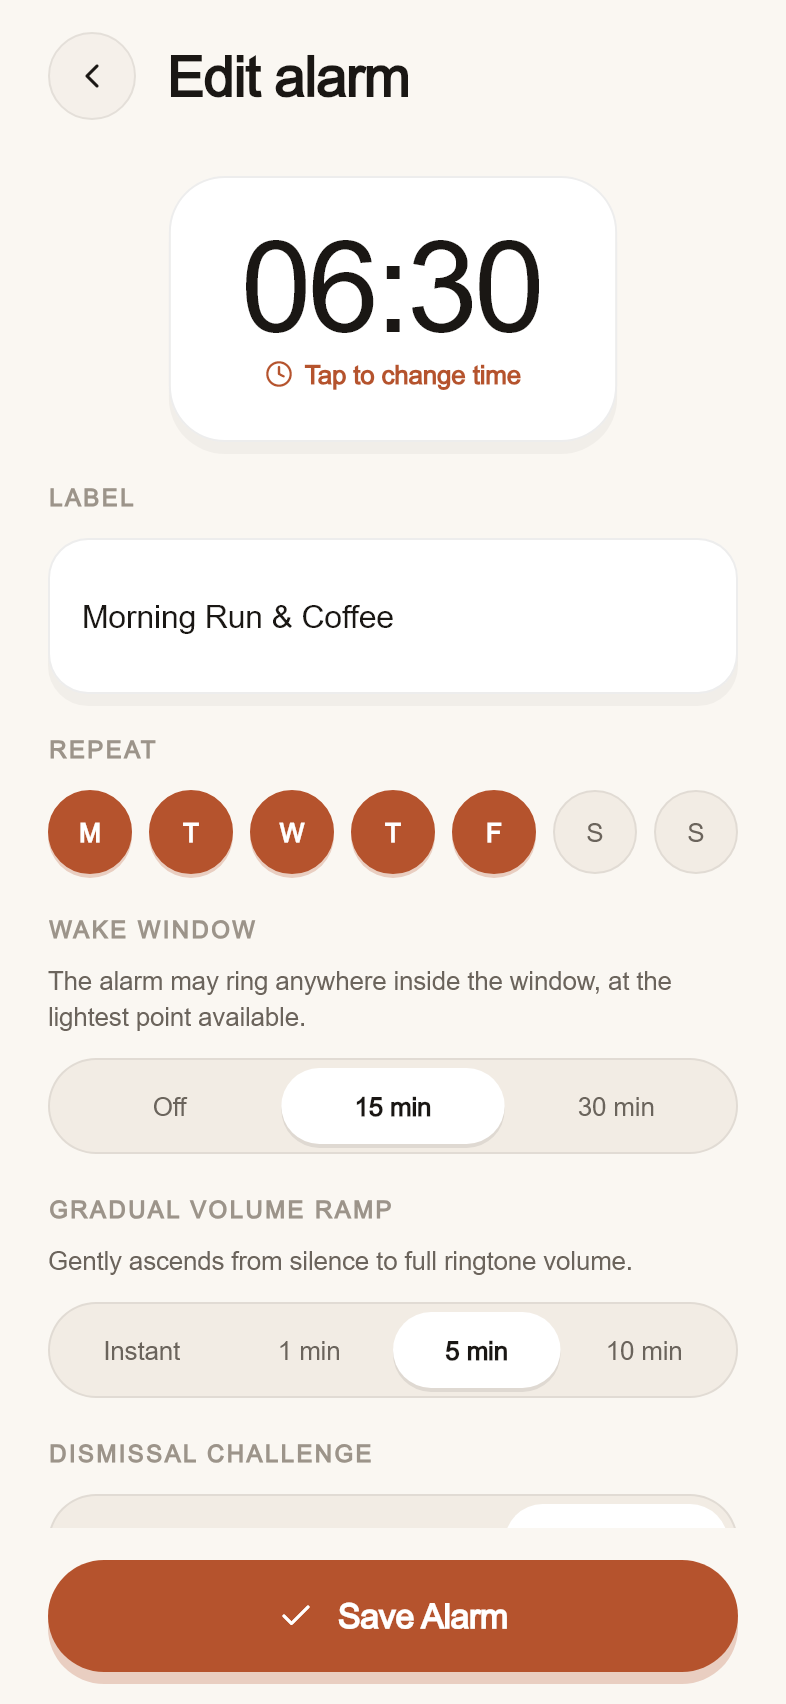 Edit alarm
06:30
Tap to change time
LABEL
Morning Run & Coffee
REPEAT
M T W T F S S
WAKE WINDOW
The alarm may ring anywhere inside the window, at the
lightest point available.
Off 15 min 30 min
GRADUAL VOLUME RAMP
Gently ascends from silence to full ringtone volume.
Instant 1 min 5 min 10 min
DISMISSAL CHALLENGE
Save Alarm